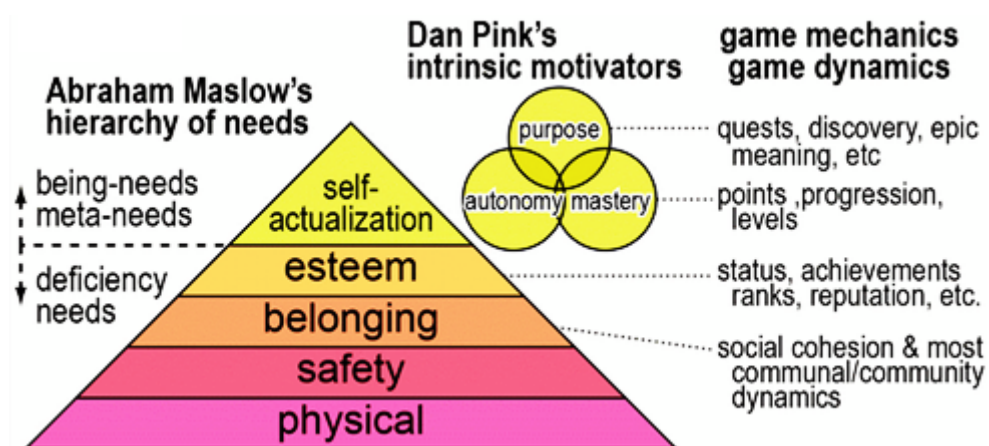 Abraham Maslow's
hierarchy of needs
being-needs
meta-needs
deficiency
needs
self-
actualization
esteem
belonging
safety
physical
Dan Pink's
intrinsic motivators
purpose
autonomy
mastery
game mechanics
game dynamics
quests, discovery, epic
meaning, etc
points ,progression,
levels
status, achievements
ranks, reputation, etc.
social cohesion & most
communal/community
dynamics